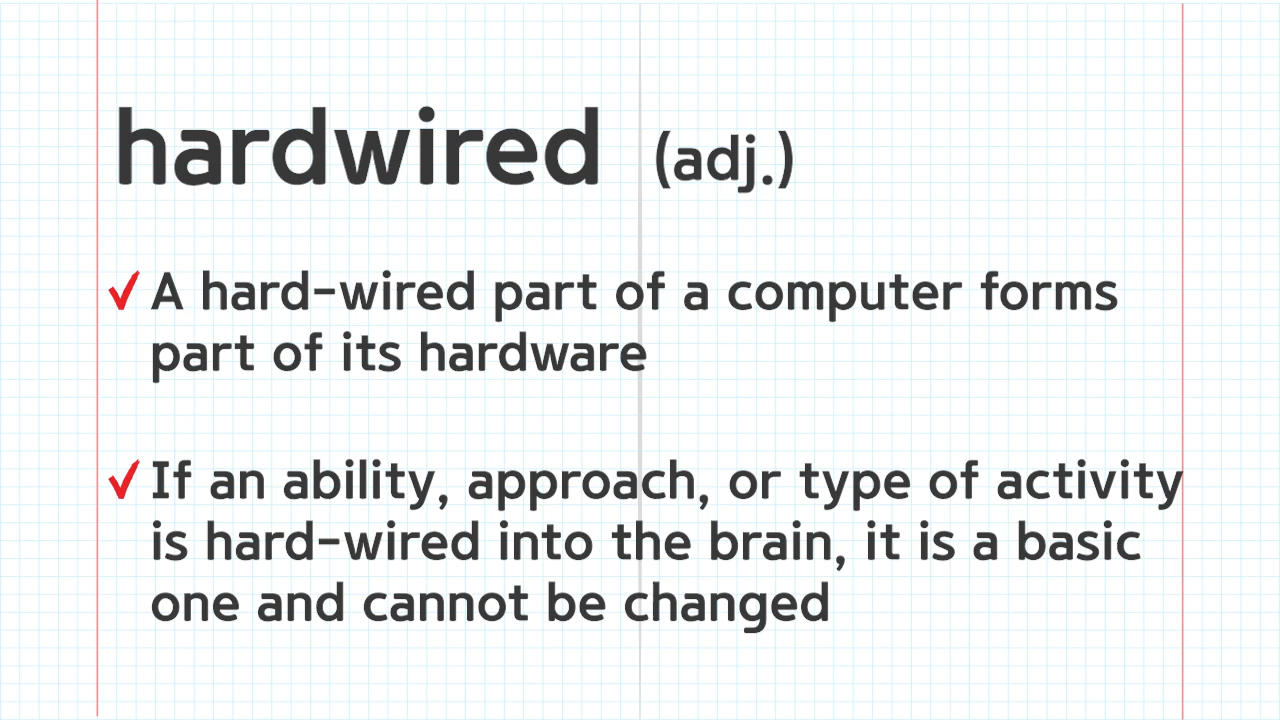 hardwired (adj.)
✓ A hard-wired part of a computer forms
part of its hardware
✓ If an ability, approach, or type of activity
is hard-wired into the brain, it is a basic
one and cannot be changed